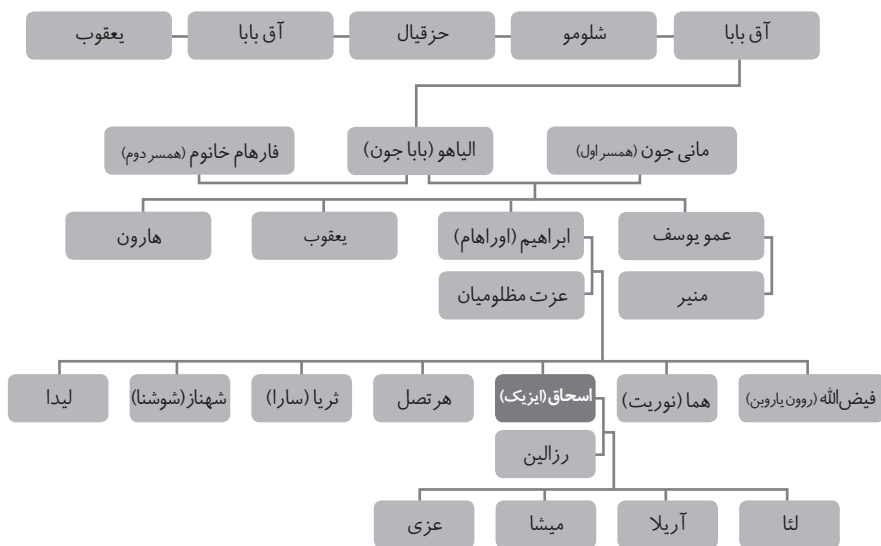 آق بابا
شلومو
حزقیال
آق بابا
یعقوب
مانی جون (همسر اول)
الیاهو (بابا جون)
فارهام خانوم (همسر دوم)
عمو یوسف
ابراهیم (اوراهام)
یعقوب
هارون
منیر
عزت مظلومیان
فیض‌الله (روون یاروبن)
هما (نوریت)
اسحاق (ایزیک)
هرتصل
ثریا (سارا)
شهناز (شوشنا)
لیدا
رزالین
لئا
آریلا
میشا
عزی